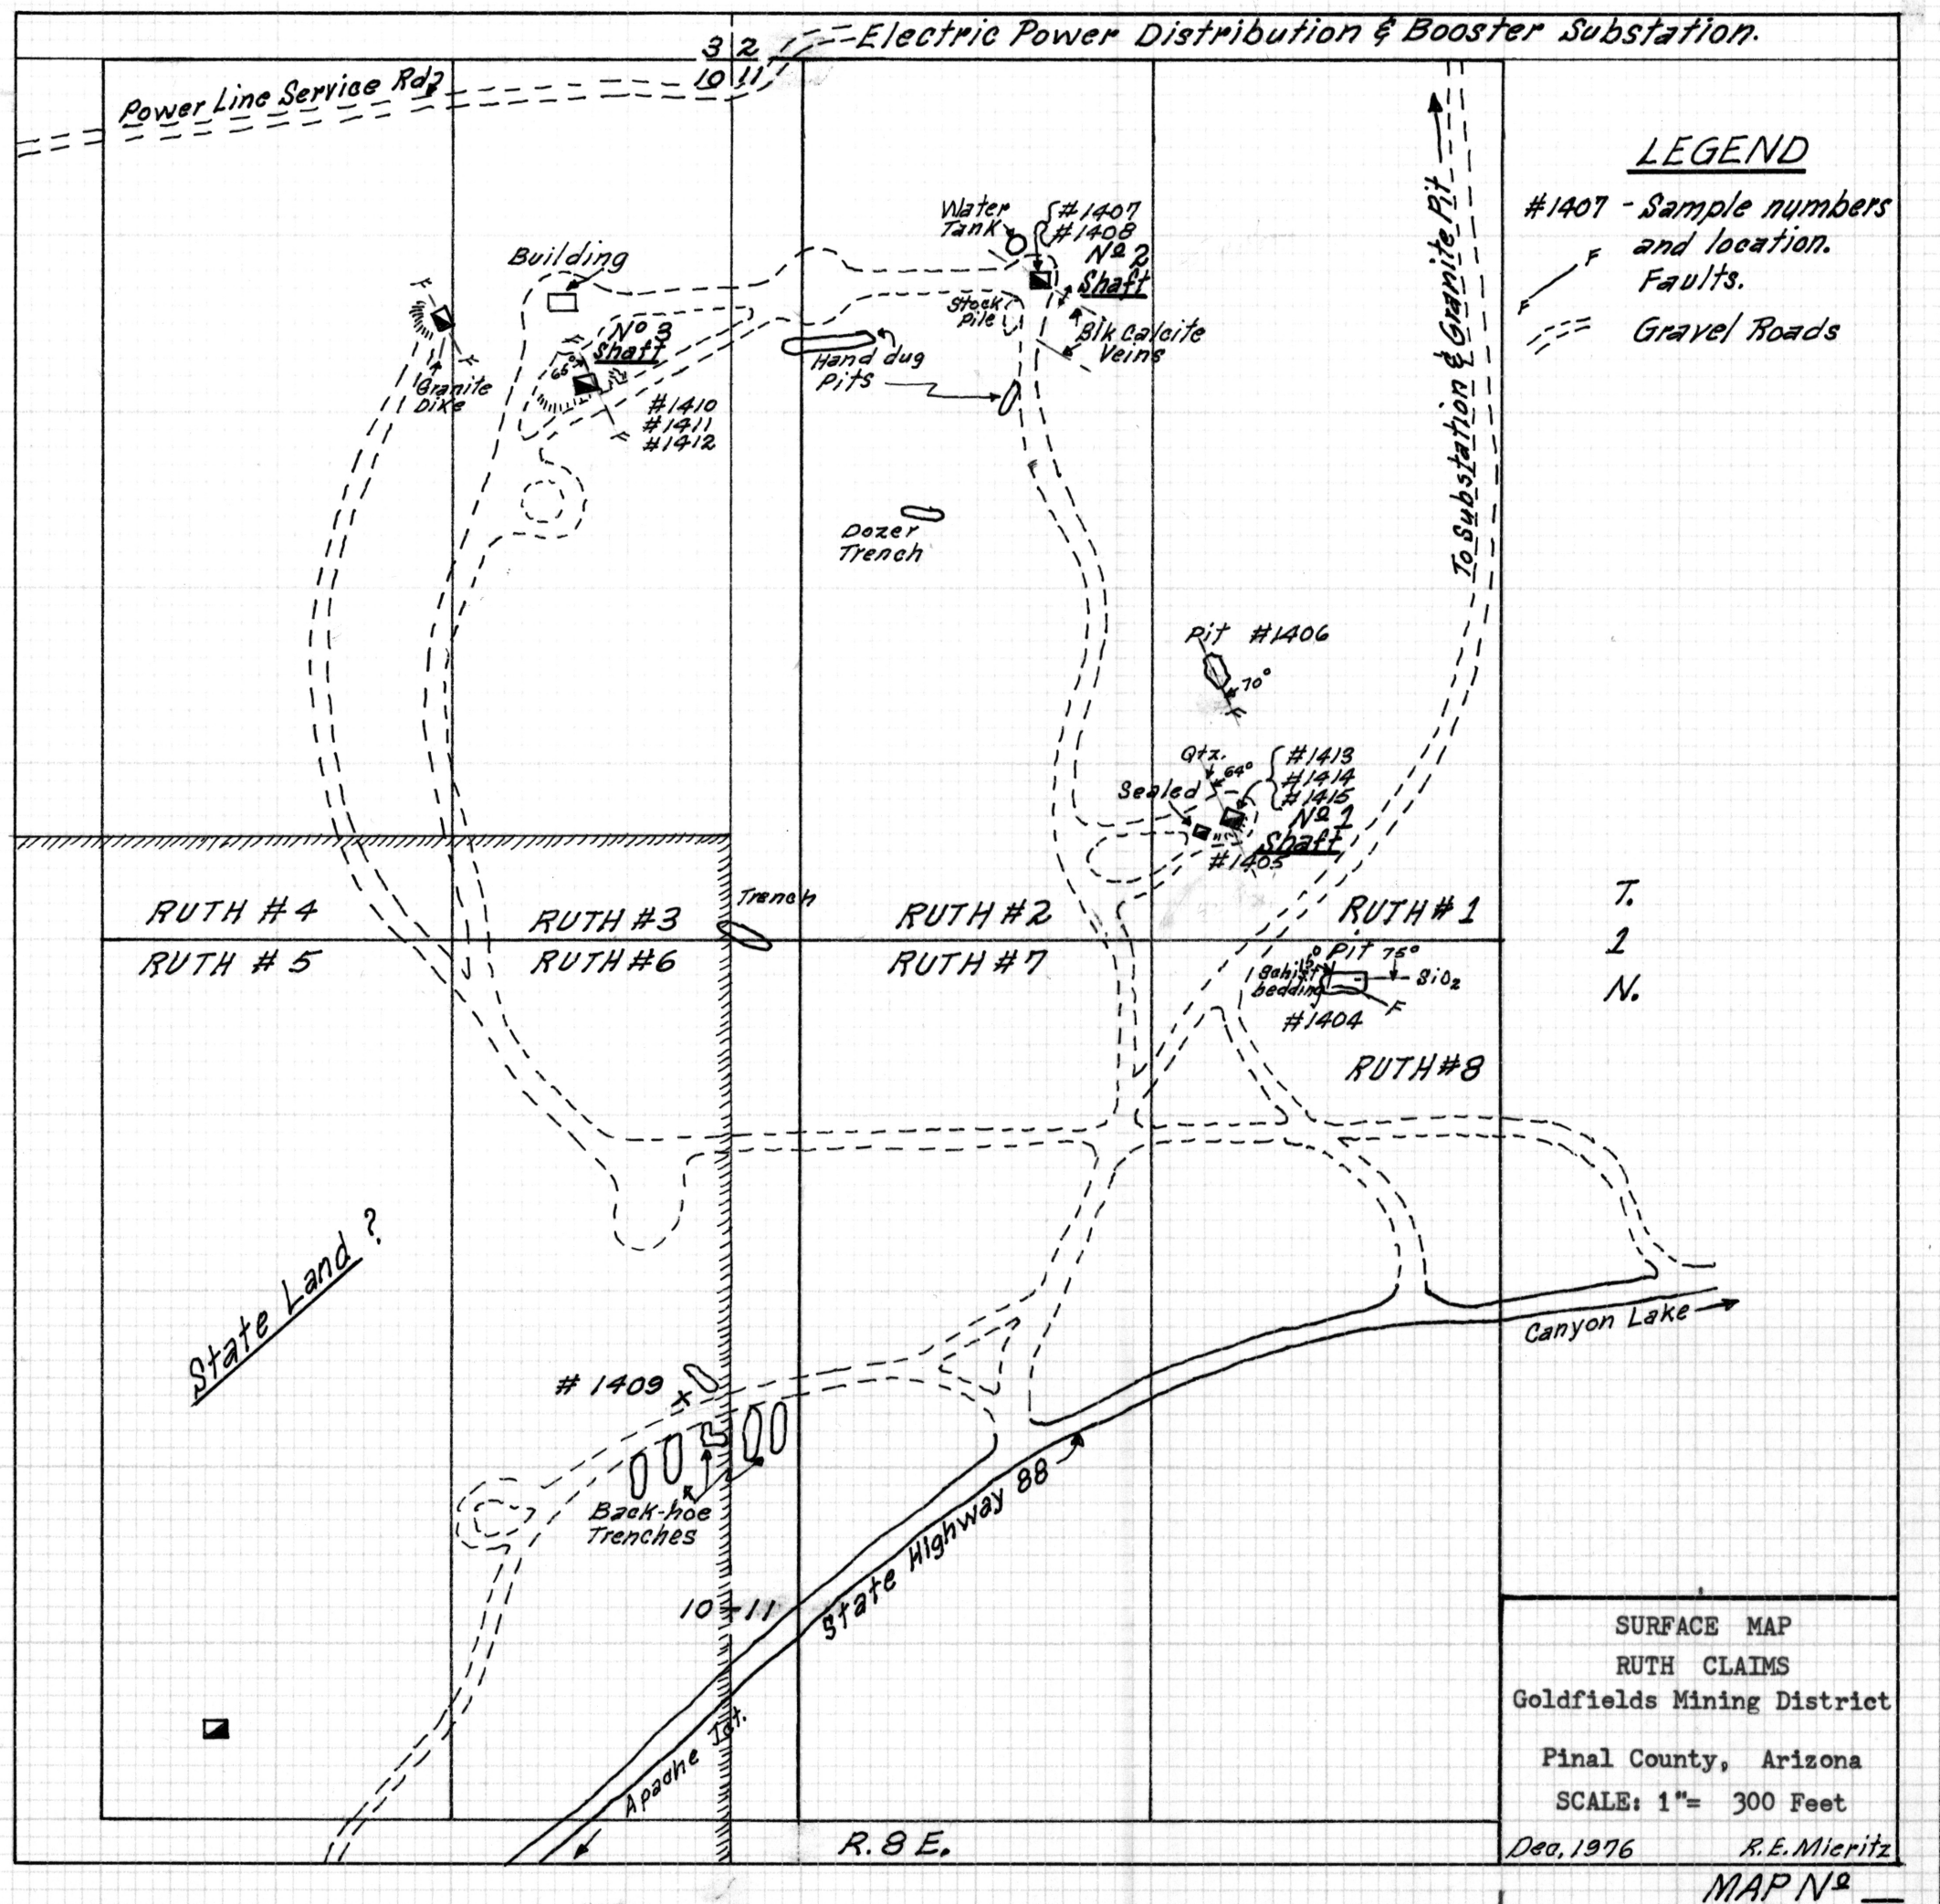 Electric Power Distribution & Booster Substation.
3 2
10 11
Power Line Service Rd.
LEGEND
#1407 - Sample numbers
and location.
F
F
Faults.
Gravel Roads
To Substation & Granite Pit
Water
Tank
#1407
#1408
Nº 2
Shaft
Stock
Pile
Blk Calcite
Veins
Building
F
F
Granite
Dike
Nº 3
Shaft
F
65°
F
#1410
#1411
#1412
Hand dug
Pits
Dozer
Trench
Pit #1406
70°
F
Qtz.
64°
Sealed
#1413
#1414
#1415
Nº 1
Shaft
#1405
RUTH #4
RUTH #3
Trench
RUTH #2
RUTH #1
RUTH #5
RUTH #6
RUTH #7
Pit 75°
Schist
bedding
SiO2
F
#1404
RUTH #8
T.
1
N.
State Land ?
# 1409
X
Back-hoe
Trenches
10-11
State Highway 88
Canyon Lake
Apache Jct.
R. 8 E.
SURFACE MAP
RUTH CLAIMS
Goldfields Mining District
Pinal County, Arizona
SCALE: 1"= 300 Feet
Dec, 1976 R.E. Mieritz
MAP Nº